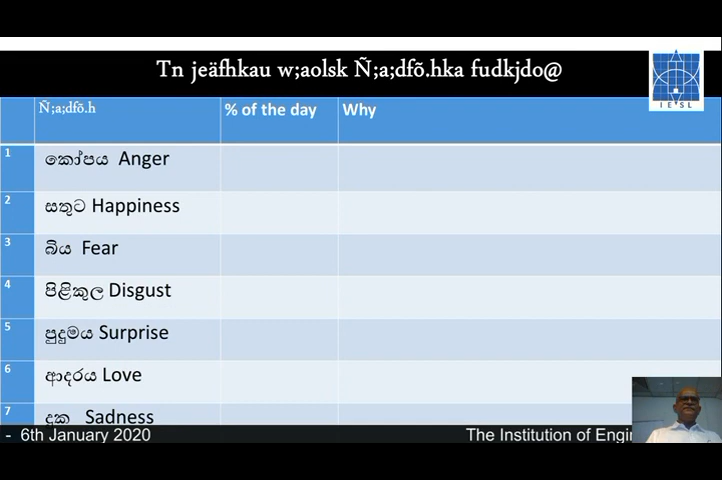 Tn jeäfhkau w;aolsk Ñ;a;dfõ.hka fudkjdo@
I E S L
Ñ;a;dfõ.h % of the day Why
1 කෝපය Anger
2 සතුට Happiness
3 බිය Fear
4 පිළිකුල Disgust
5 පුදුමය Surprise
6 ආදරය Love
7 දුක Sadness
- 6th January 2020 The Institution of Engi